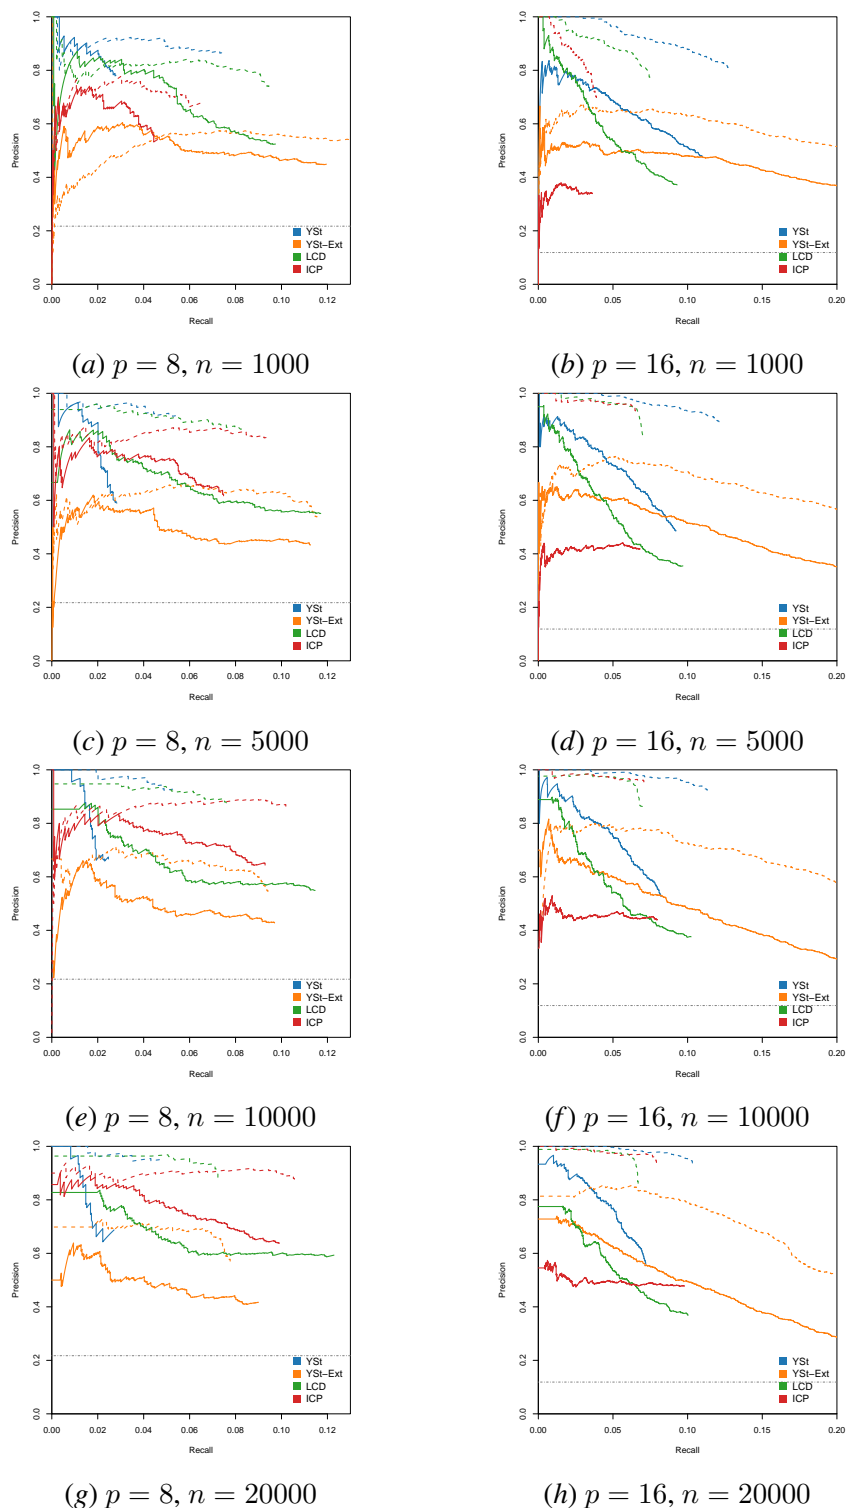 1.0
0.8
0.6
0.4
0.2
0.0
Precision
YSt
YSt-Ext
LCD
ICP
0.00 0.02 0.04 0.06 0.08 0.10 0.12
Recall
(a) p = 8, n = 1000
1.0
0.8
0.6
0.4
0.2
0.0
Precision
YSt
YSt-Ext
LCD
ICP
0.00 0.05 0.10 0.15 0.20
Recall
(b) p = 16, n = 1000
1.0
0.8
0.6
0.4
0.2
0.0
Precision
YSt
YSt-Ext
LCD
ICP
0.00 0.02 0.04 0.06 0.08 0.10 0.12
Recall
(c) p = 8, n = 5000
1.0
0.8
0.6
0.4
0.2
0.0
Precision
YSt
YSt-Ext
LCD
ICP
0.00 0.05 0.10 0.15 0.20
Recall
(d) p = 16, n = 5000
1.0
0.8
0.6
0.4
0.2
0.0
Precision
YSt
YSt-Ext
LCD
ICP
0.00 0.02 0.04 0.06 0.08 0.10 0.12
Recall
(e) p = 8, n = 10000
1.0
0.8
0.6
0.4
0.2
0.0
Precision
YSt
YSt-Ext
LCD
ICP
0.00 0.05 0.10 0.15 0.20
Recall
(f) p = 16, n = 10000
1.0
0.8
0.6
0.4
0.2
0.0
Precision
YSt
YSt-Ext
LCD
ICP
0.00 0.02 0.04 0.06 0.08 0.10 0.12
Recall
(g) p = 8, n = 20000
1.0
0.8
0.6
0.4
0.2
0.0
Precision
YSt
YSt-Ext
LCD
ICP
0.00 0.05 0.10 0.15 0.20
Recall
(h) p = 16, n = 20000